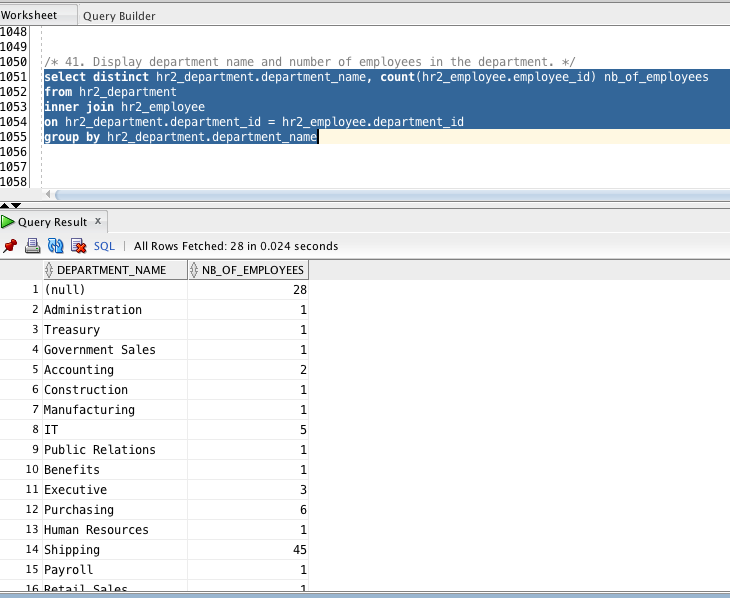 Worksheet Query Builder
1048
1049
1050 /* 41. Display department name and number of employees in the department. */
1051 select distinct hr2_department.department_name, count(hr2_employee.employee_id) nb_of_employees
1052 from hr2_department
1053 inner join hr2_employee
1054 on hr2_department.department_id = hr2_employee.department_id
1055 group by hr2_department.department_name
1056
1057
1058
Query Result x
SQL | All Rows Fetched: 28 in 0.024 seconds
DEPARTMENT_NAME NB_OF_EMPLOYEES
1 (null) 28
2 Administration 1
3 Treasury 1
4 Government Sales 1
5 Accounting 2
6 Construction 1
7 Manufacturing 1
8 IT 5
9 Public Relations 1
10 Benefits 1
11 Executive 3
12 Purchasing 6
13 Human Resources 1
14 Shipping 45
15 Payroll 1
16 Retail Sales 1